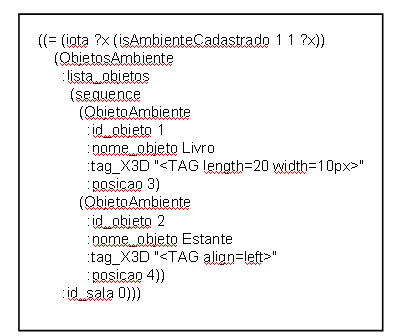 ((= (iota ?x (isAmbienteCadastrado 1 1 ?x))
(ObjetosAmbiente
:lista_objetos
(sequence
(ObjetoAmbiente
:id_objeto 1
:nome_objeto Livro
:tag_X3D "<TAG length=20 width=10px>"
:posicao 3)
(ObjetoAmbiente
:id_objeto 2
:nome_objeto Estante
:tag_X3D "<TAG align=left>"
:posicao 4))
:id_sala 0)))